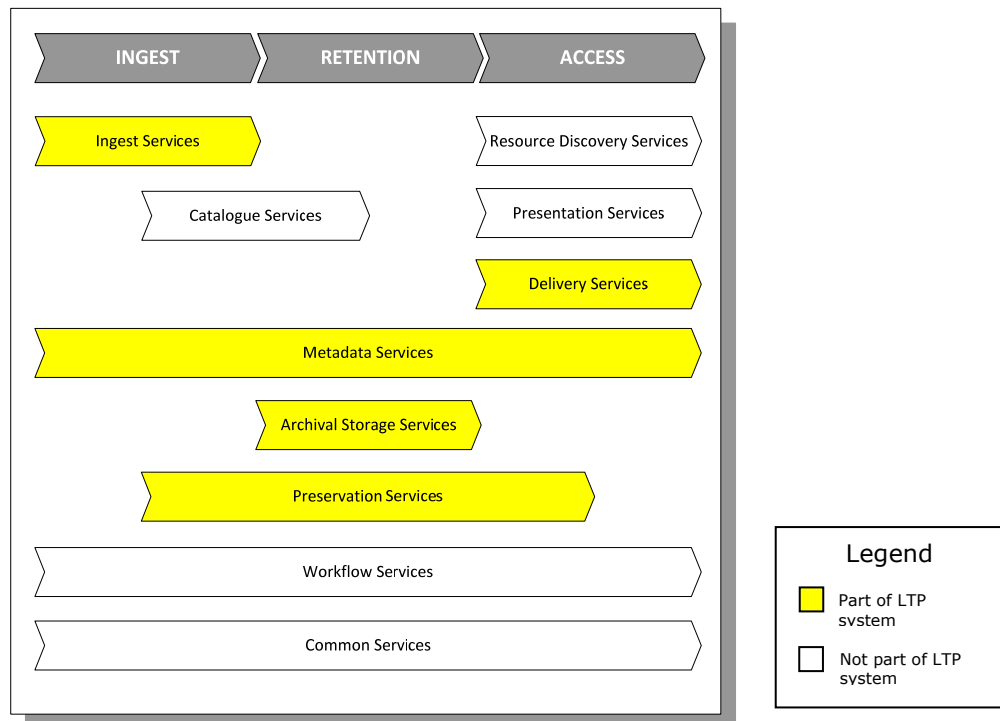 INGEST RETENTION ACCESS
Ingest Services Resource Discovery Services
Catalogue Services Presentation Services
Delivery Services
Metadata Services
Archival Storage Services
Preservation Services
Workflow Services
Common Services
Legend
Part of LTP
system
Not part of LTP
system